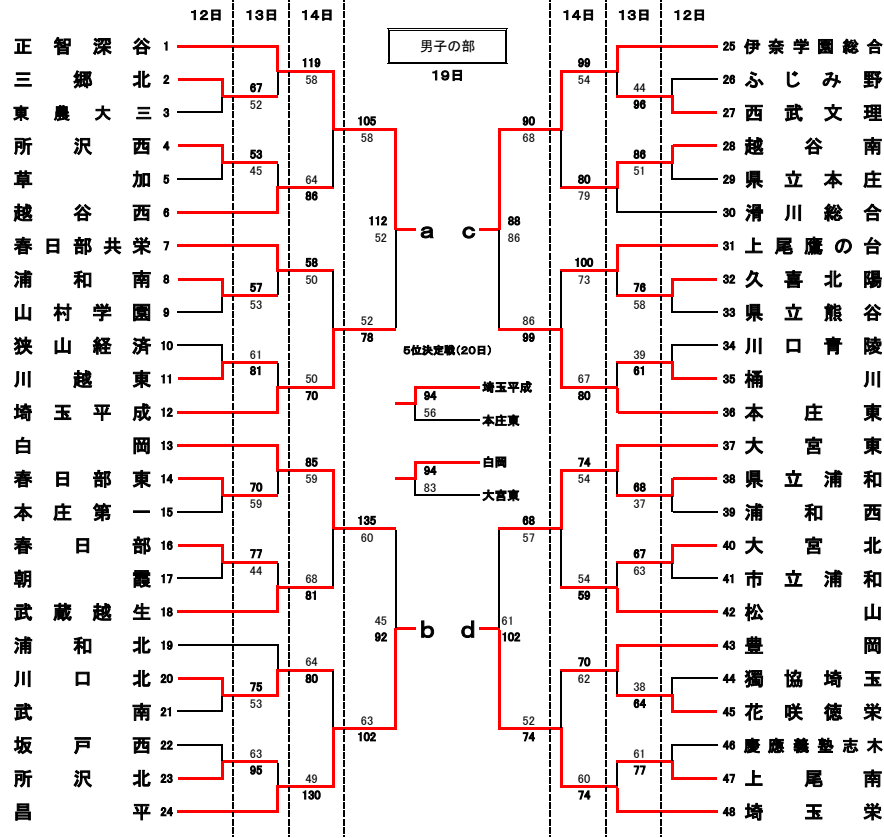 12日 13日 14日 14日 13日 12日
男子の部
19日
正智深谷 1
三郷北 2
東農大三 3
所沢西 4
草加 5
越谷西 6
春日部共栄 7
浦和南 8
山村学園 9
狭山経済 10
川越東 11
埼玉平成 12
白岡 13
春日部東 14
本庄第一 15
春日部 16
朝霞 17
武蔵越生 18
浦和北 19
川口北 20
武南 21
坂戸西 22
所沢北 23
昌平 24
67
52
53
45
57
53
61
81
70
59
77
44
75
53
63
95
119
58
64
86
58
50
50
70
85
59
68
81
64
80
49
130
105
58
52
78
135
60
63
102
112
52
45
92
a c
b d
5位決定戦(20日)
埼玉平成
94
56
本庄東
白岡
94
83
大宮東
88
86
61
102
90
68
86
99
68
57
52
74
99
54
80
79
100
73
67
80
74
54
54
59
70
62
60
74
44
96
86
51
76
58
39
61
68
37
67
63
38
64
61
77
25 伊奈学園総合
26 ふじみ野
27 西武文理
28 越谷南
29 県立本庄
30 滑川総合
31 上尾鷹の台
32 久喜北陽
33 県立熊谷
34 川口青陵
35 桶川
36 本庄東
37 大宮東
38 県立浦和
39 浦和西
40 大宮北
41 市立浦和
42 松山
43 豊岡
44 獨協埼玉
45 花咲徳栄
46 慶應義塾志木
47 上尾南
48 埼玉栄